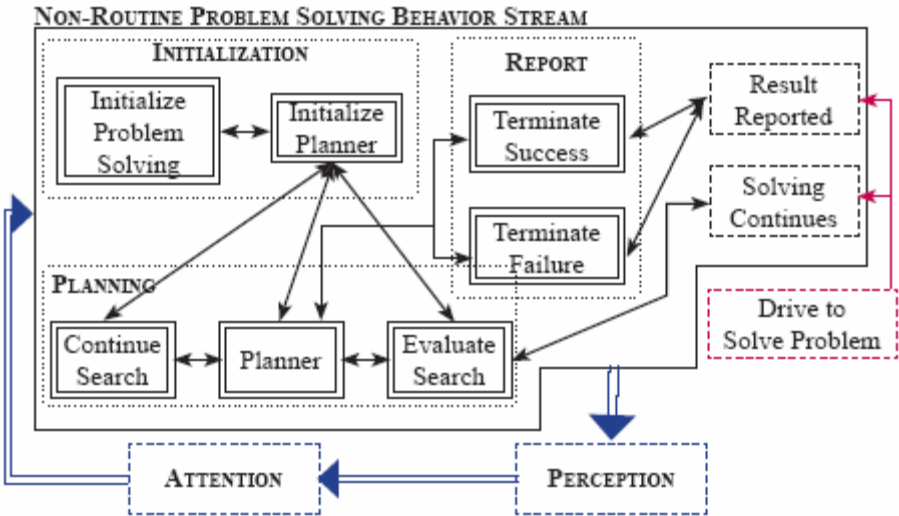 NON-ROUTINE PROBLEM SOLVING BEHAVIOR STREAM
INITIALIZATION
Initialize
Problem
Solving
Initialize
Planner
REPORT
Terminate
Success
Terminate
Failure
Result
Reported
Solving
Continues
Drive to
Solve Problem
PLANNING
Continue
Search
Planner
Evaluate
Search
ATTENTION
PERCEPTION